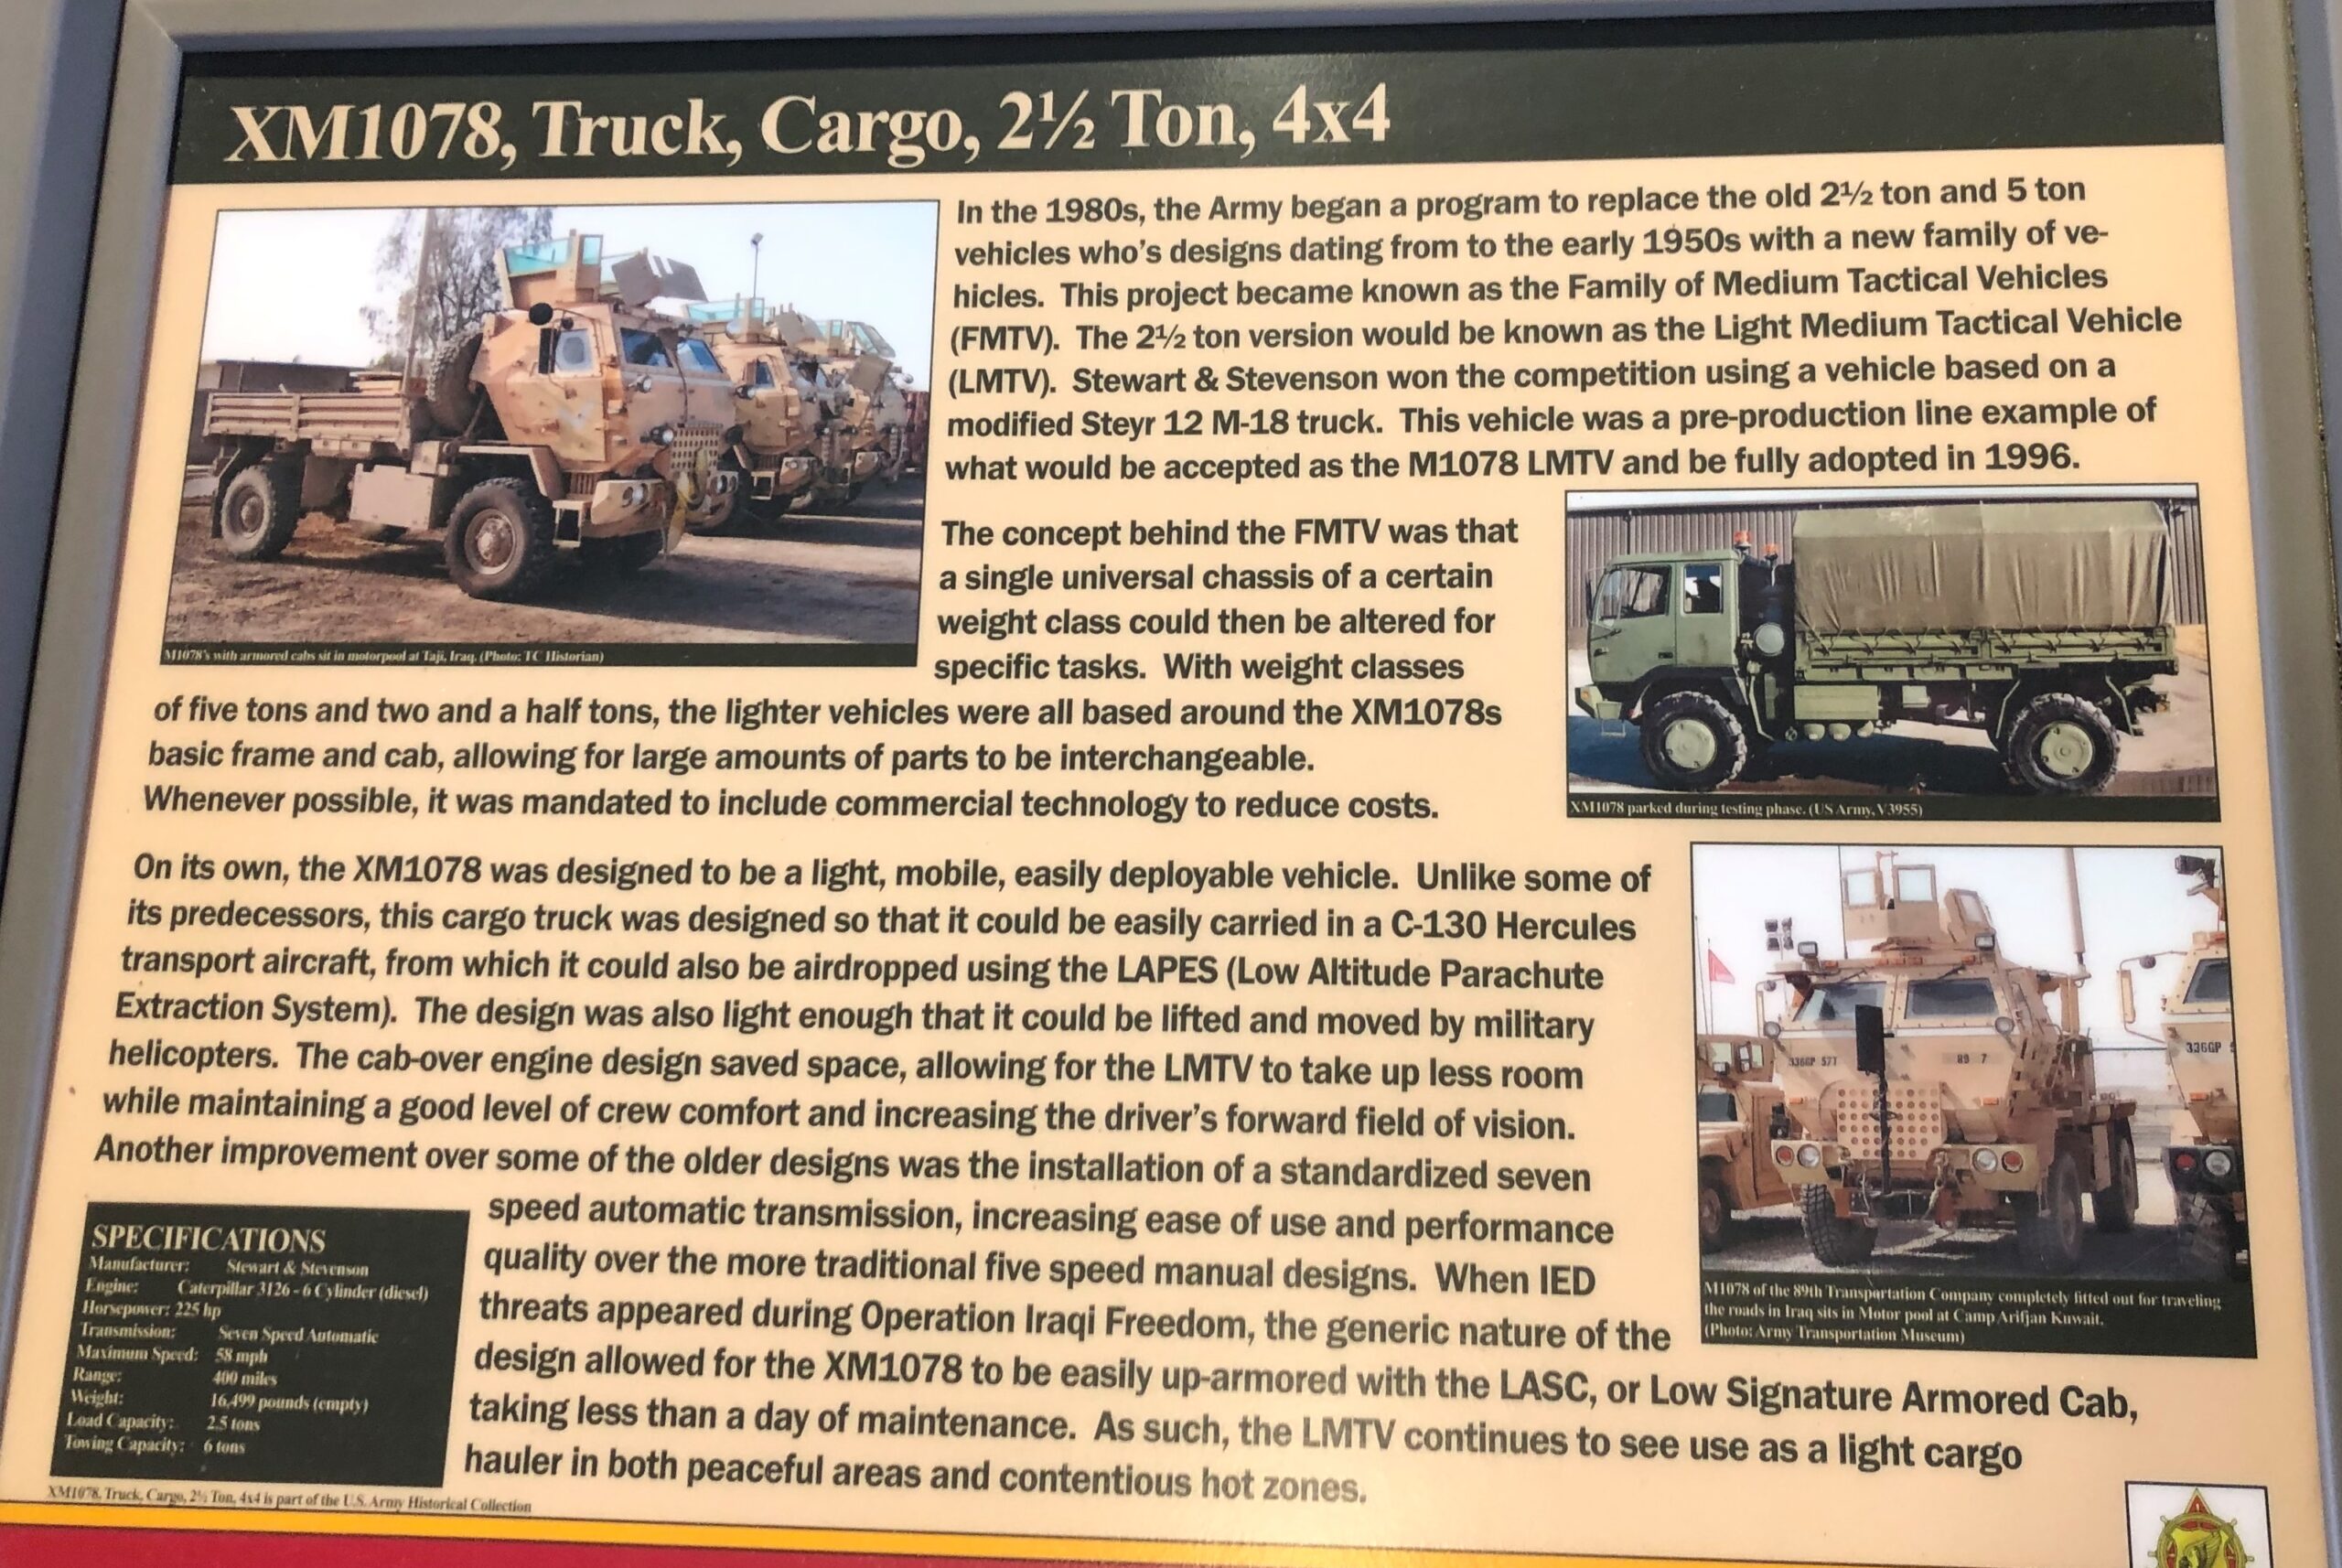 XM1078, Truck, Cargo, 2½ Ton, 4x4
In the 1980s, the Army began a program to replace the old 2½ ton and 5 ton
vehicles who's designs dating from to the early 1950s with a new family of ve-
hicles. This project became known as the Family of Medium Tactical Vehicles
(FMTV). The 2½ ton version would be known as the Light Medium Tactical Vehicle
(LMTV). Stewart & Stevenson won the competition using a vehicle based on a
modified Steyr 12 M-18 truck. This vehicle was a pre-production line example of
what would be accepted as the M1078 LMTV and be fully adopted in 1996.
M1078's with armored cabs sit in motorpool at Taji, Iraq. (Photo: TC Historian)
The concept behind the FMTV was that
a single universal chassis of a certain
weight class could then be altered for
specific tasks. With weight classes
of five tons and two and a half tons, the lighter vehicles were all based around the XM1078s
basic frame and cab, allowing for large amounts of parts to be interchangeable.
Whenever possible, it was mandated to include commercial technology to reduce costs.
XM1078 parked during testing phase. (US Army, V3955)
On its own, the XM1078 was designed to be a light, mobile, easily deployable vehicle. Unlike some of
its predecessors, this cargo truck was designed so that it could be easily carried in a C-130 Hercules
transport aircraft, from which it could also be airdropped using the LAPES (Low Altitude Parachute
Extraction System). The design was also light enough that it could be lifted and moved by military
helicopters. The cab-over engine design saved space, allowing for the LMTV to take up less room
while maintaining a good level of crew comfort and increasing the driver's forward field of vision.
Another improvement over some of the older designs was the installation of a standardized seven
speed automatic transmission, increasing ease of use and performance
quality over the more traditional five speed manual designs. When IED
threats appeared during Operation Iraqi Freedom, the generic nature of the
design allowed for the XM1078 to be easily up-armored with the LASC, or Low Signature Armored Cab,
taking less than a day of maintenance. As such, the LMTV continues to see use as a light cargo
hauler in both peaceful areas and contentious hot zones.
336GP 577
89 7
336GP
M1078 of the 89th Transportation Company completely fitted out for traveling
the roads in Iraq sits in Motor pool at Camp Arifjan Kuwait.
(Photo: Army Transportation Museum)
SPECIFICATIONS
Manufacturer: Stewart & Stevenson
Engine: Caterpillar 3126 - 6 Cylinder (diesel)
Horsepower: 225 hp
Transmission: Seven Speed Automatic
Maximum Speed: 58 mph
Range: 400 miles
Weight: 16,499 pounds (empty)
Load Capacity: 2.5 tons
Towing Capacity: 6 tons
XM1078, Truck, Cargo, 2½ Ton, 4x4 is part of the U.S. Army Historical Collection